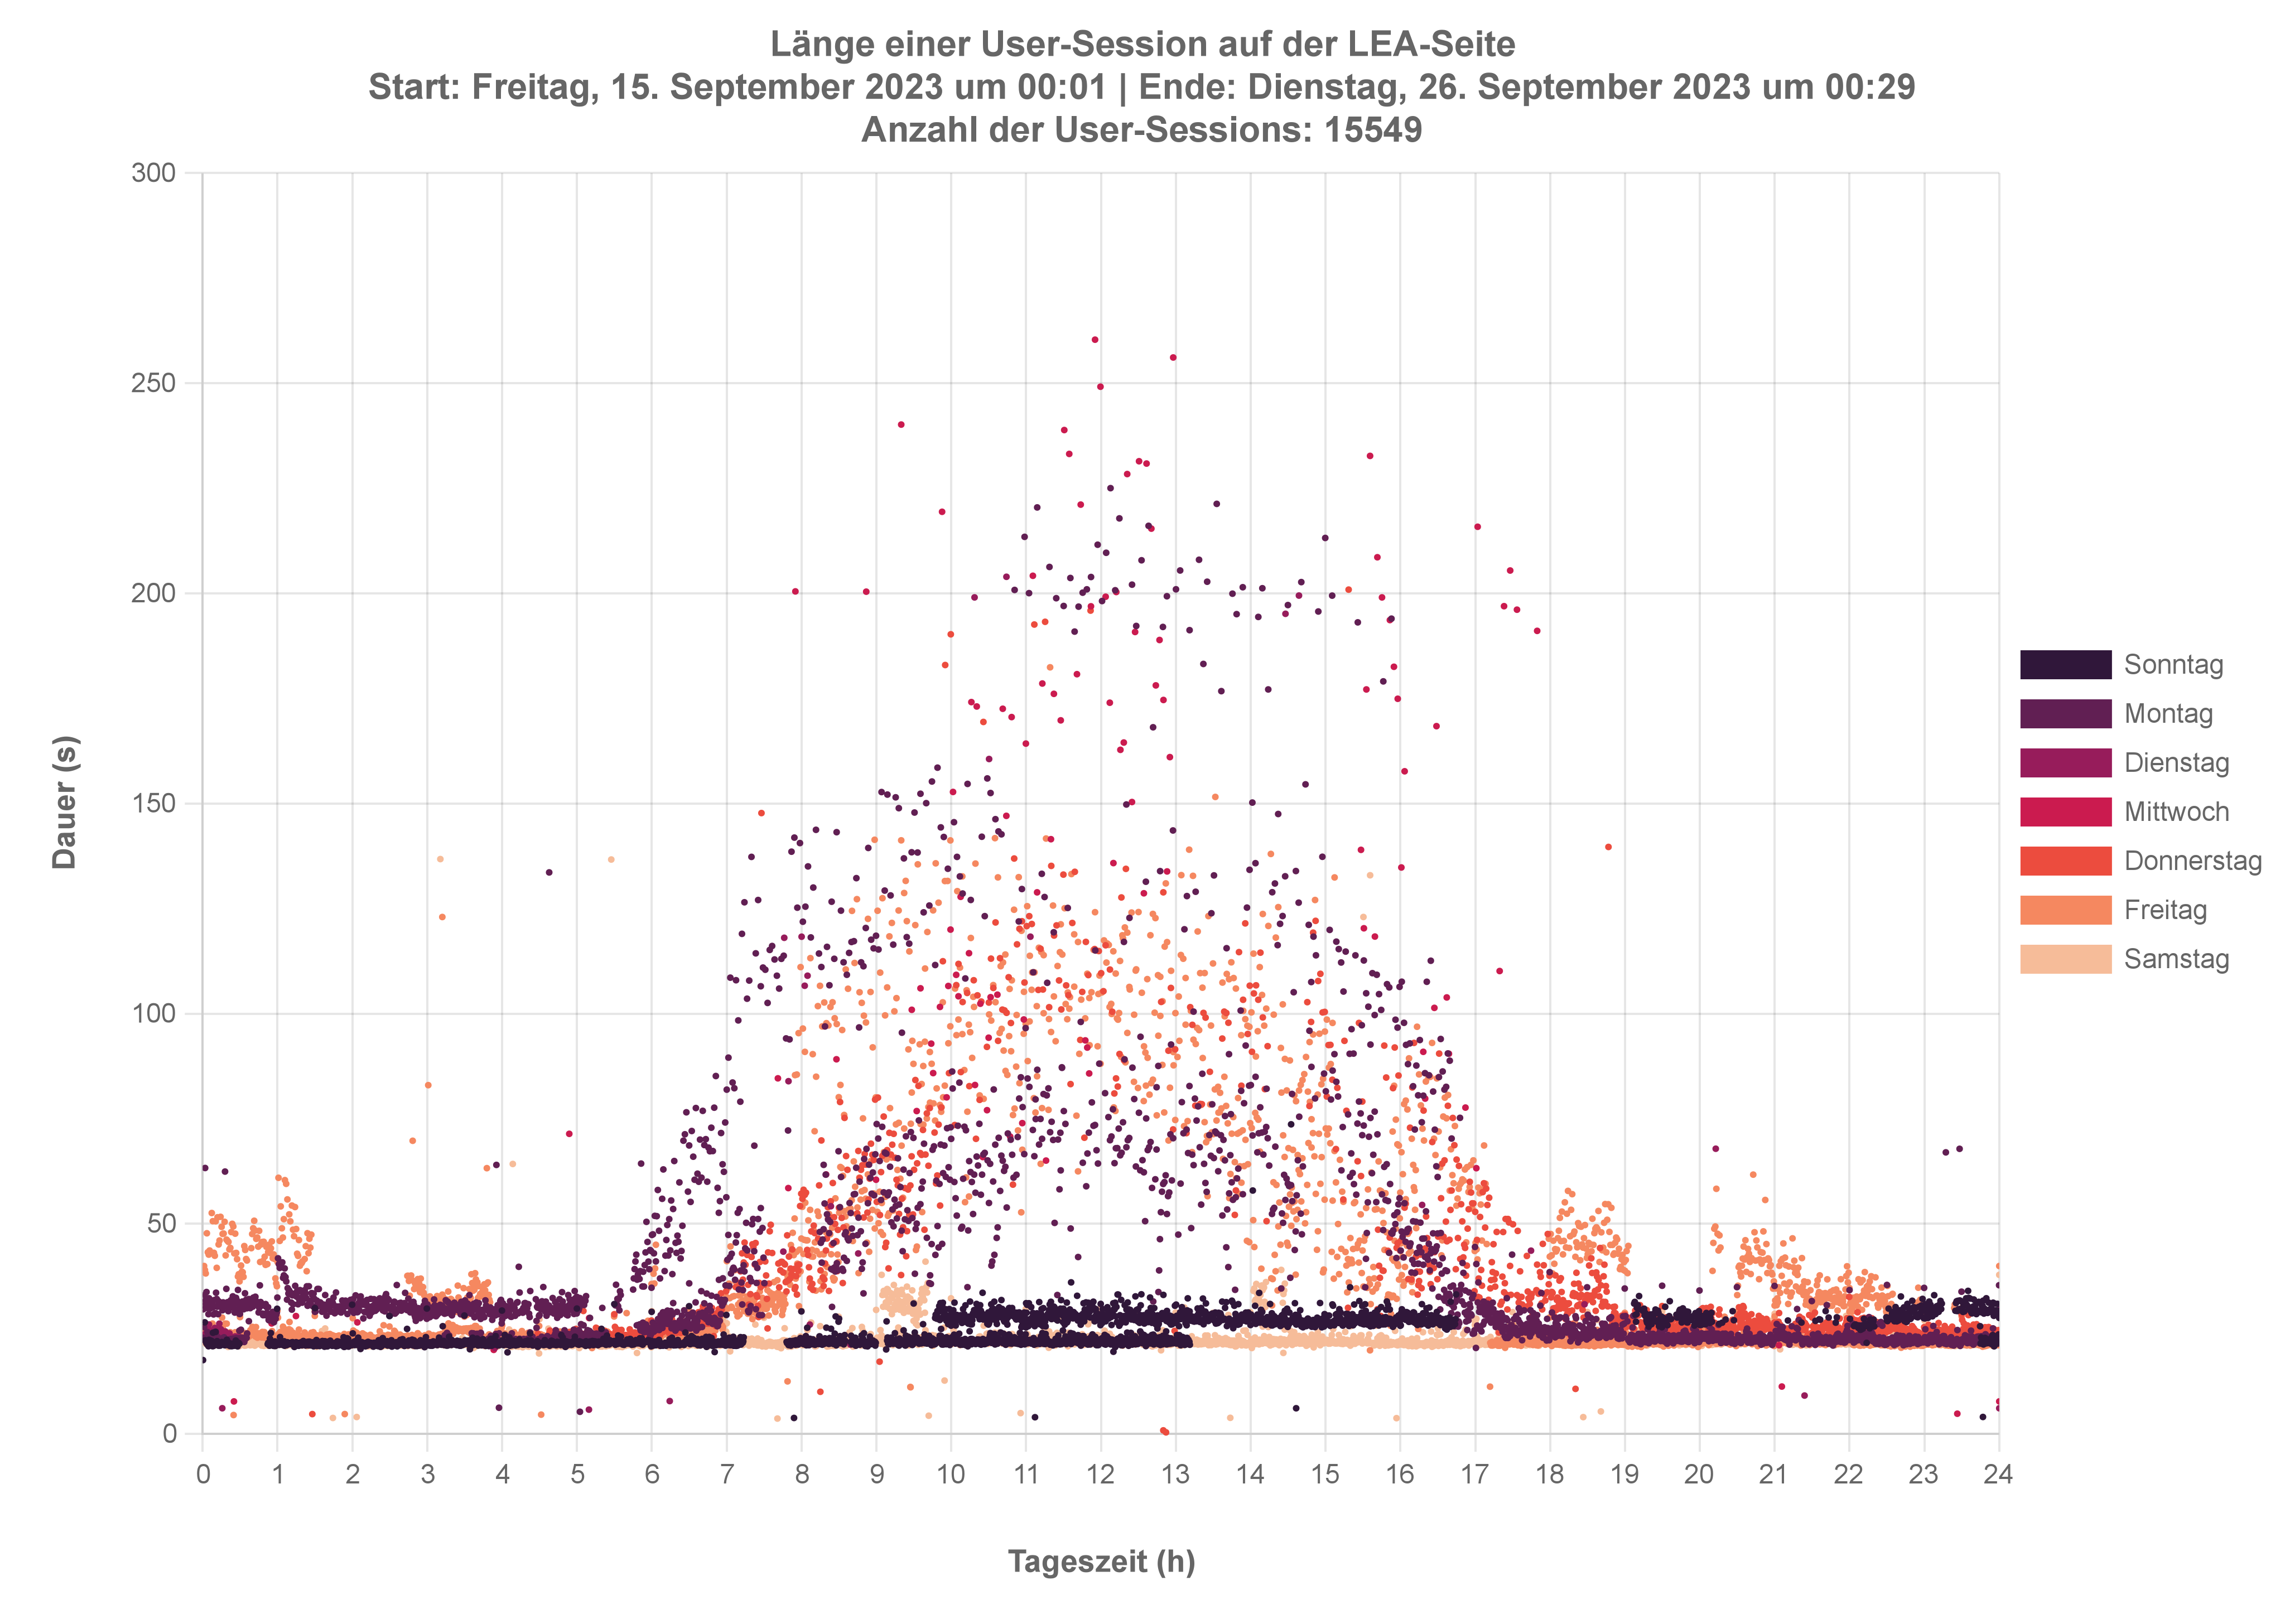 Länge einer User-Session auf der LEA-Seite
Start: Freitag, 15. September 2023 um 00:01 | Ende: Dienstag, 26. September 2023 um 00:29
Anzahl der User-Sessions: 15549
300
250
200
150
100
50
0
Dauer (s)
0 1 2 3 4 5 6 7 8 9 10 11 12 13 14 15 16 17 18 19 20 21 22 23 24
Tageszeit (h)
Sonntag
Montag
Dienstag
Mittwoch
Donnerstag
Freitag
Samstag